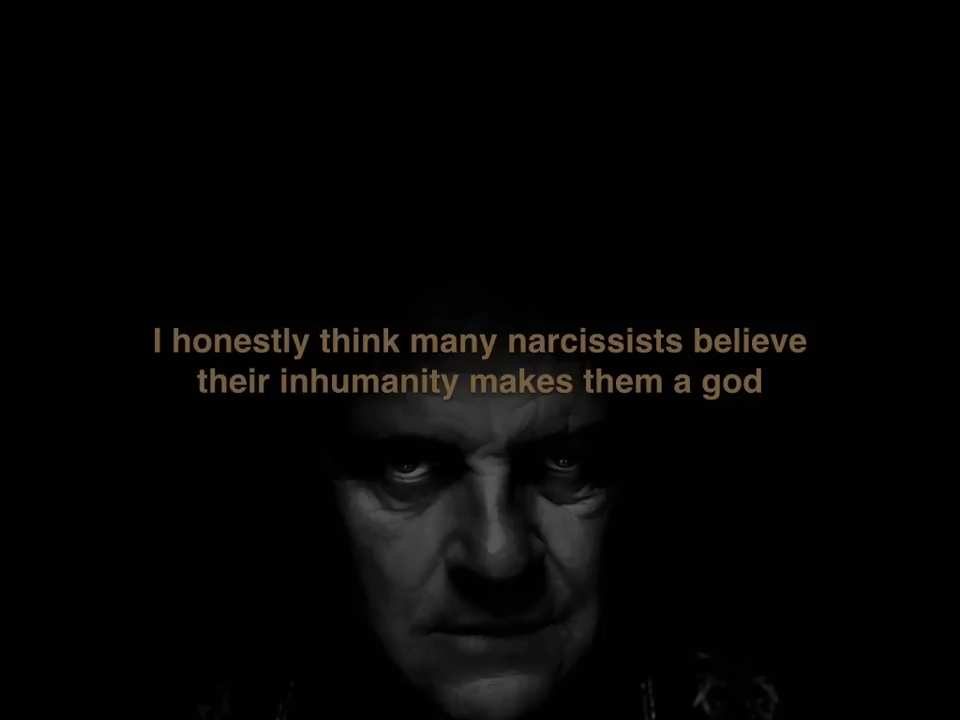 I honestly think many narcissists believe
their inhumanity makes them a god